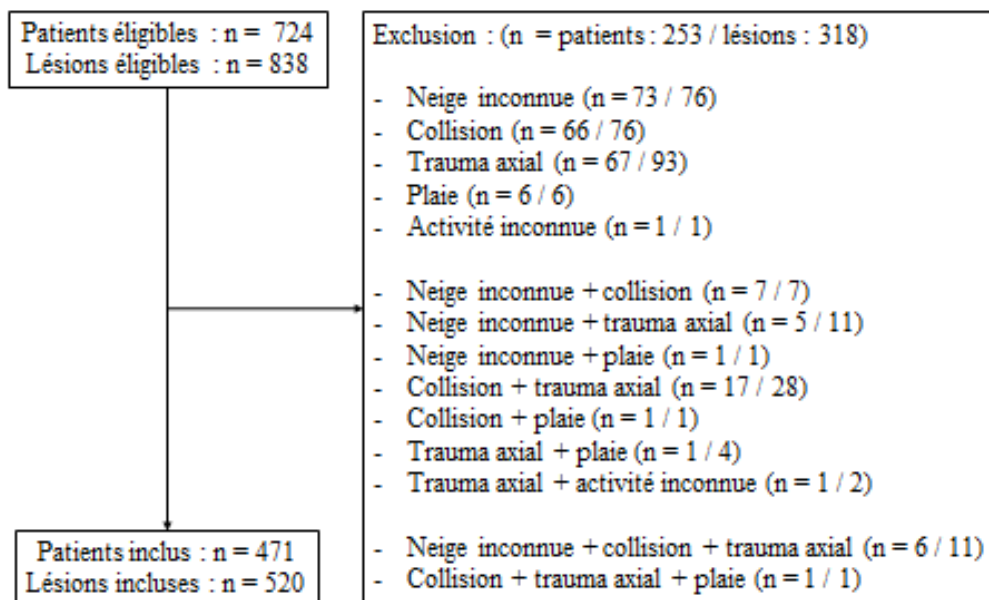 Patients éligibles : n = 724
Lésions éligibles : n = 838
Exclusion : (n = patients : 253 / lésions : 318)
- Neige inconnue (n = 73 / 76)
- Collision (n = 66 / 76)
- Trauma axial (n = 67 / 93)
- Plaie (n = 6 / 6)
- Activité inconnue (n = 1 / 1)
- Neige inconnue + collision (n = 7 / 7)
- Neige inconnue + trauma axial (n = 5 / 11)
- Neige inconnue + plaie (n = 1 / 1)
- Collision + trauma axial (n = 17 / 28)
- Collision + plaie (n = 1 / 1)
- Trauma axial + plaie (n = 1 / 4)
- Trauma axial + activité inconnue (n = 1 / 2)
- Neige inconnue + collision + trauma axial (n = 6 / 11)
- Collision + trauma axial + plaie (n = 1 / 1)
Patients inclus : n = 471
Lésions incluses : n = 520